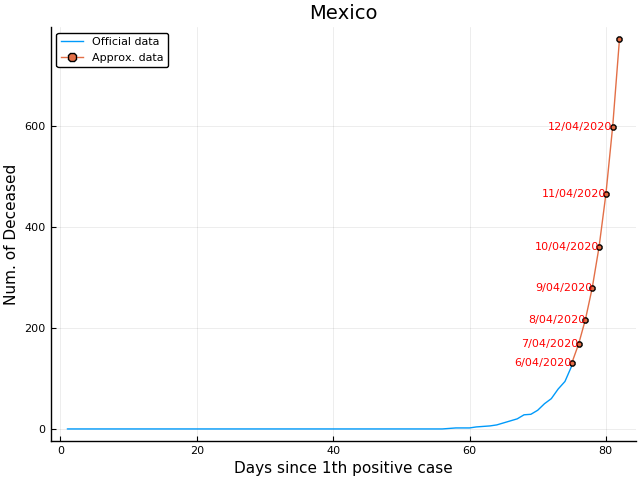 Mexico
Official data
Approx. data
Num. of Deceased
600
400
200
0
12/04/2020
11/04/2020
10/04/2020
9/04/2020
8/04/2020
7/04/2020
6/04/2020
0 20 40 60 80
Days since 1th positive case